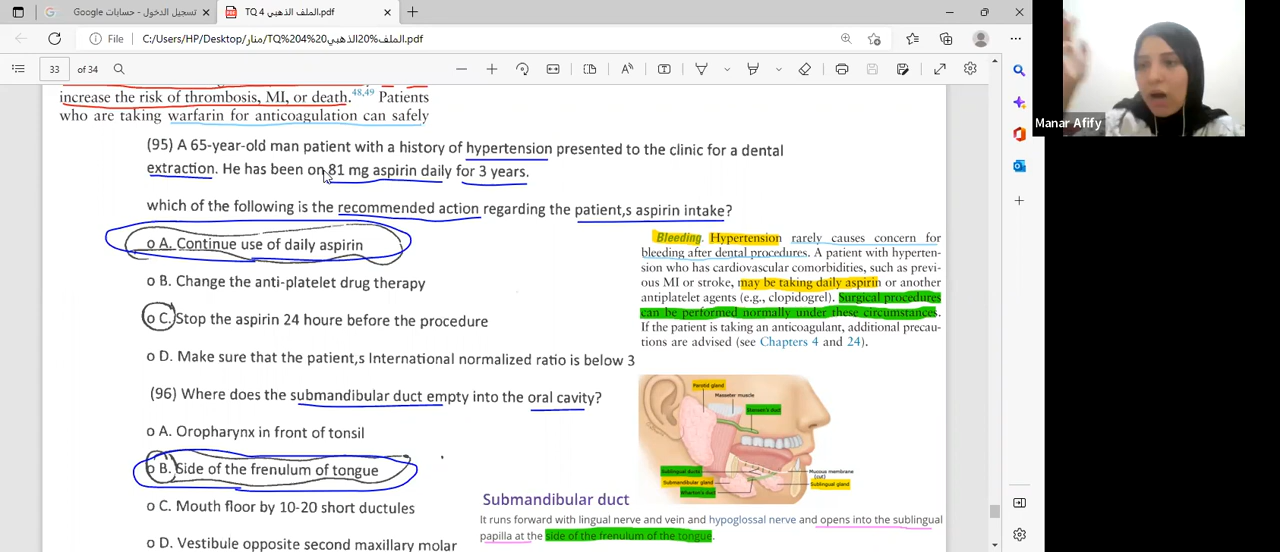 تسجيل الدخول - حسابات Google
TQ 4 الملف الذهبي.pdf
File
C:/Users/HP/Desktop/منار/TQ%204%20الملف%20الذهبي.pdf
33 of 34
increase the risk of thrombosis, MI, or death.48,49 Patients
who are taking warfarin for anticoagulation can safely
(95) A 65-year-old man patient with a history of hypertension presented to the clinic for a dental
extraction. He has been on 81 mg aspirin daily for 3 years.
which of the following is the recommended action regarding the patient,s aspirin intake?
o A. Continue use of daily aspirin
o B. Change the anti-platelet drug therapy
o C. Stop the aspirin 24 houre before the procedure
o D. Make sure that the patient,s International normalized ratio is below 3
Bleeding. Hypertension rarely causes concern for
bleeding after dental procedures. A patient with hyperten-
sion who has cardiovascular comorbidities, such as previ-
ous MI or stroke, may be taking daily aspirin or another
antiplatelet agents (e.g., clopidogrel). Surgical procedures
can be performed normally under these circumstances.
If the patient is taking an anticoagulant, additional precau-
tions are advised (see Chapters 4 and 24).
(96) Where does the submandibular duct empty into the oral cavity?
o A. Oropharynx in front of tonsil
o B. Side of the frenulum of tongue
o C. Mouth floor by 10-20 short ductules
o D. Vestibule opposite second maxillary molar
Parotid gland
Masseter muscle
Stensen's duct
Sublingual ducts
Submandibular gland
Wharton's duct
Mucous membrane
(cut)
Sublingual gland
Submandibular duct
It runs forward with lingual nerve and vein and hypoglossal nerve and opens into the sublingual
papilla at the side of the frenulum of the tongue.
Manar Afify